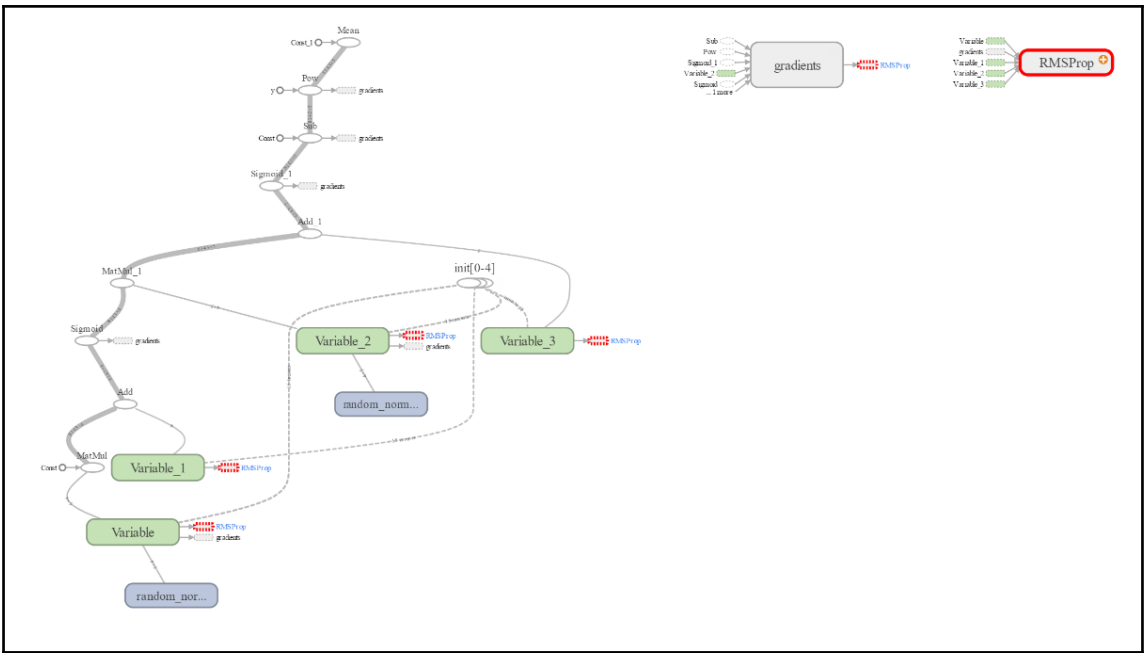 Mean
Const_1
Pow
y
gradients
Sub
Const
gradients
Sigmoid_1
gradients
Add_1
MatMul_1
init[0-4]
Sigmoid
gradients
Variable_2
RMSProp
gradients
Variable_3
RMSProp
Add
random_norm...
MatMul
Const
Variable_1
RMSProp
Variable
RMSProp
gradients
random_nor...
Sub
Pow
Sigmoid_1
Variable_2
Sigmoid
... 1 more
gradients
RMSProp
Variable
gradients
Variable_1
Variable_2
Variable_3
RMSProp